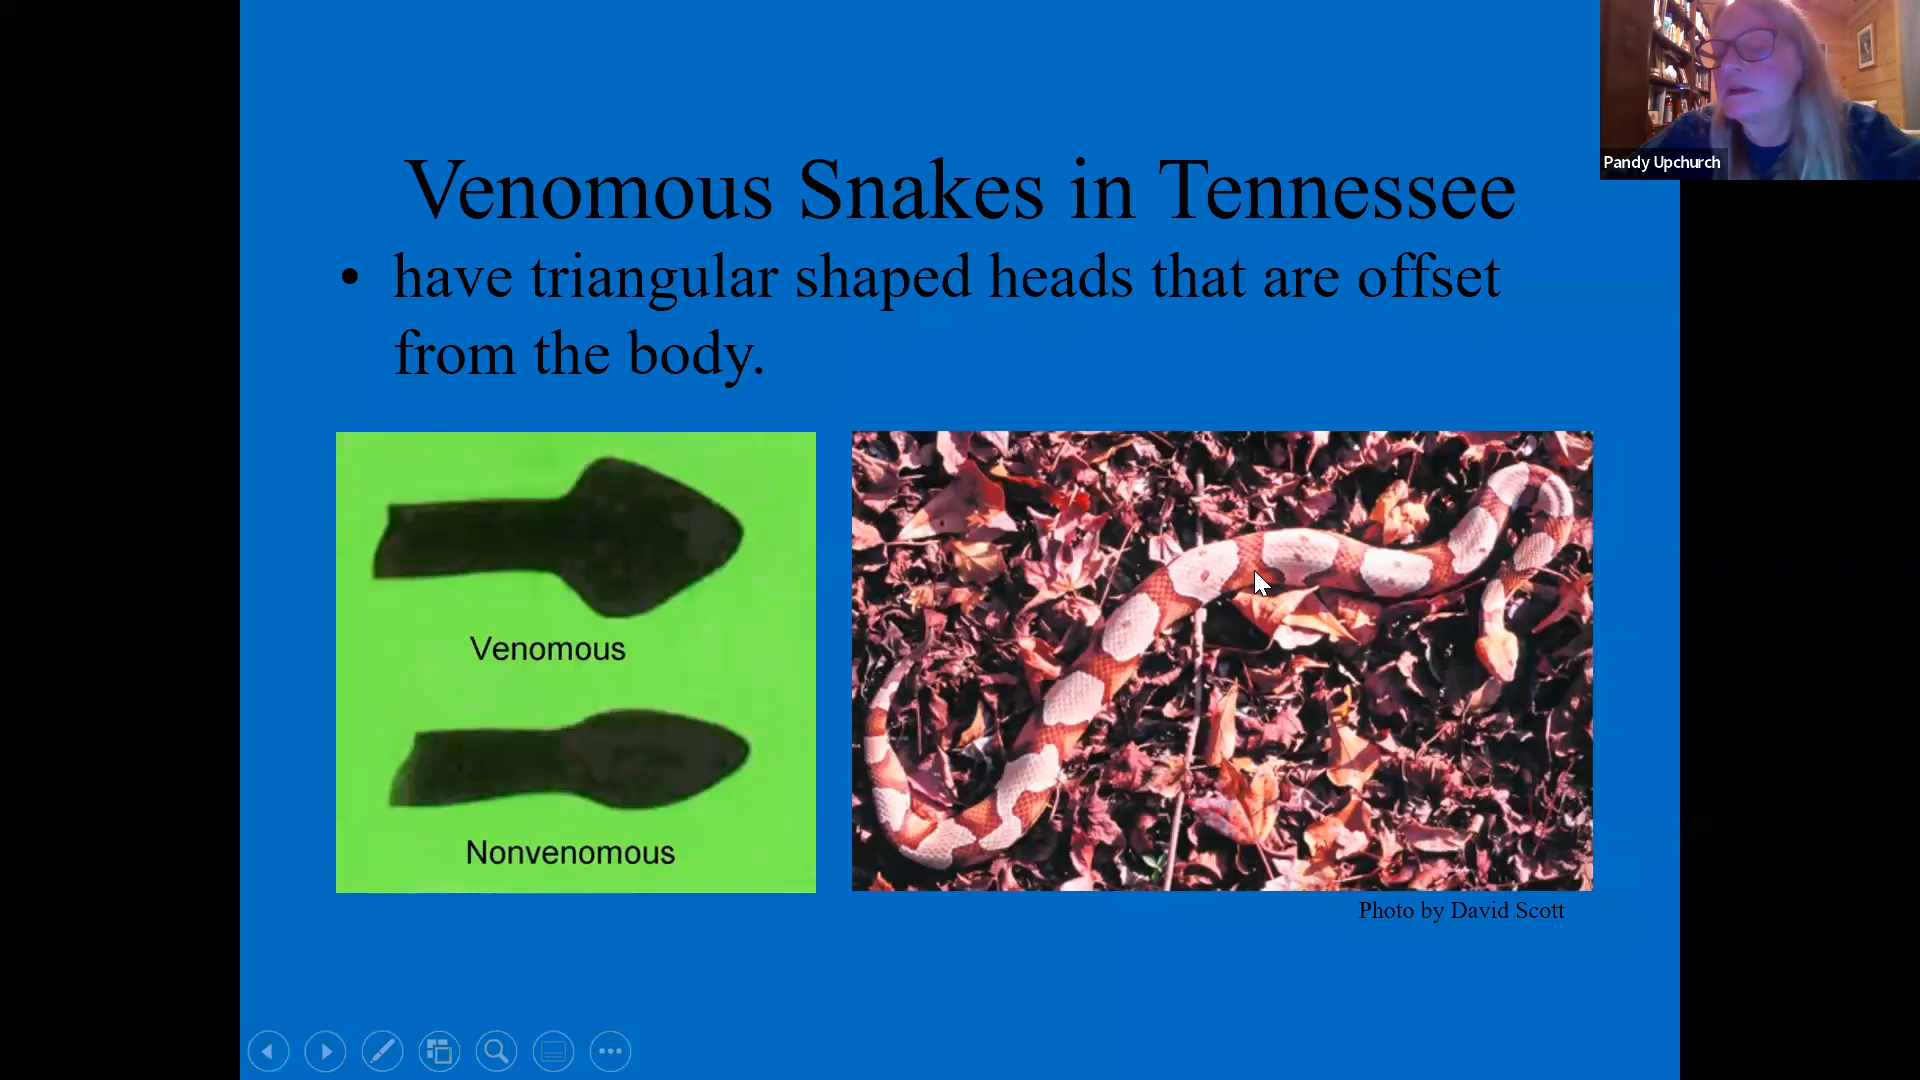 Pandy Upchurch
Venomous Snakes in Tennessee
• have triangular shaped heads that are offset
from the body.
Venomous
Nonvenomous
Photo by David Scott